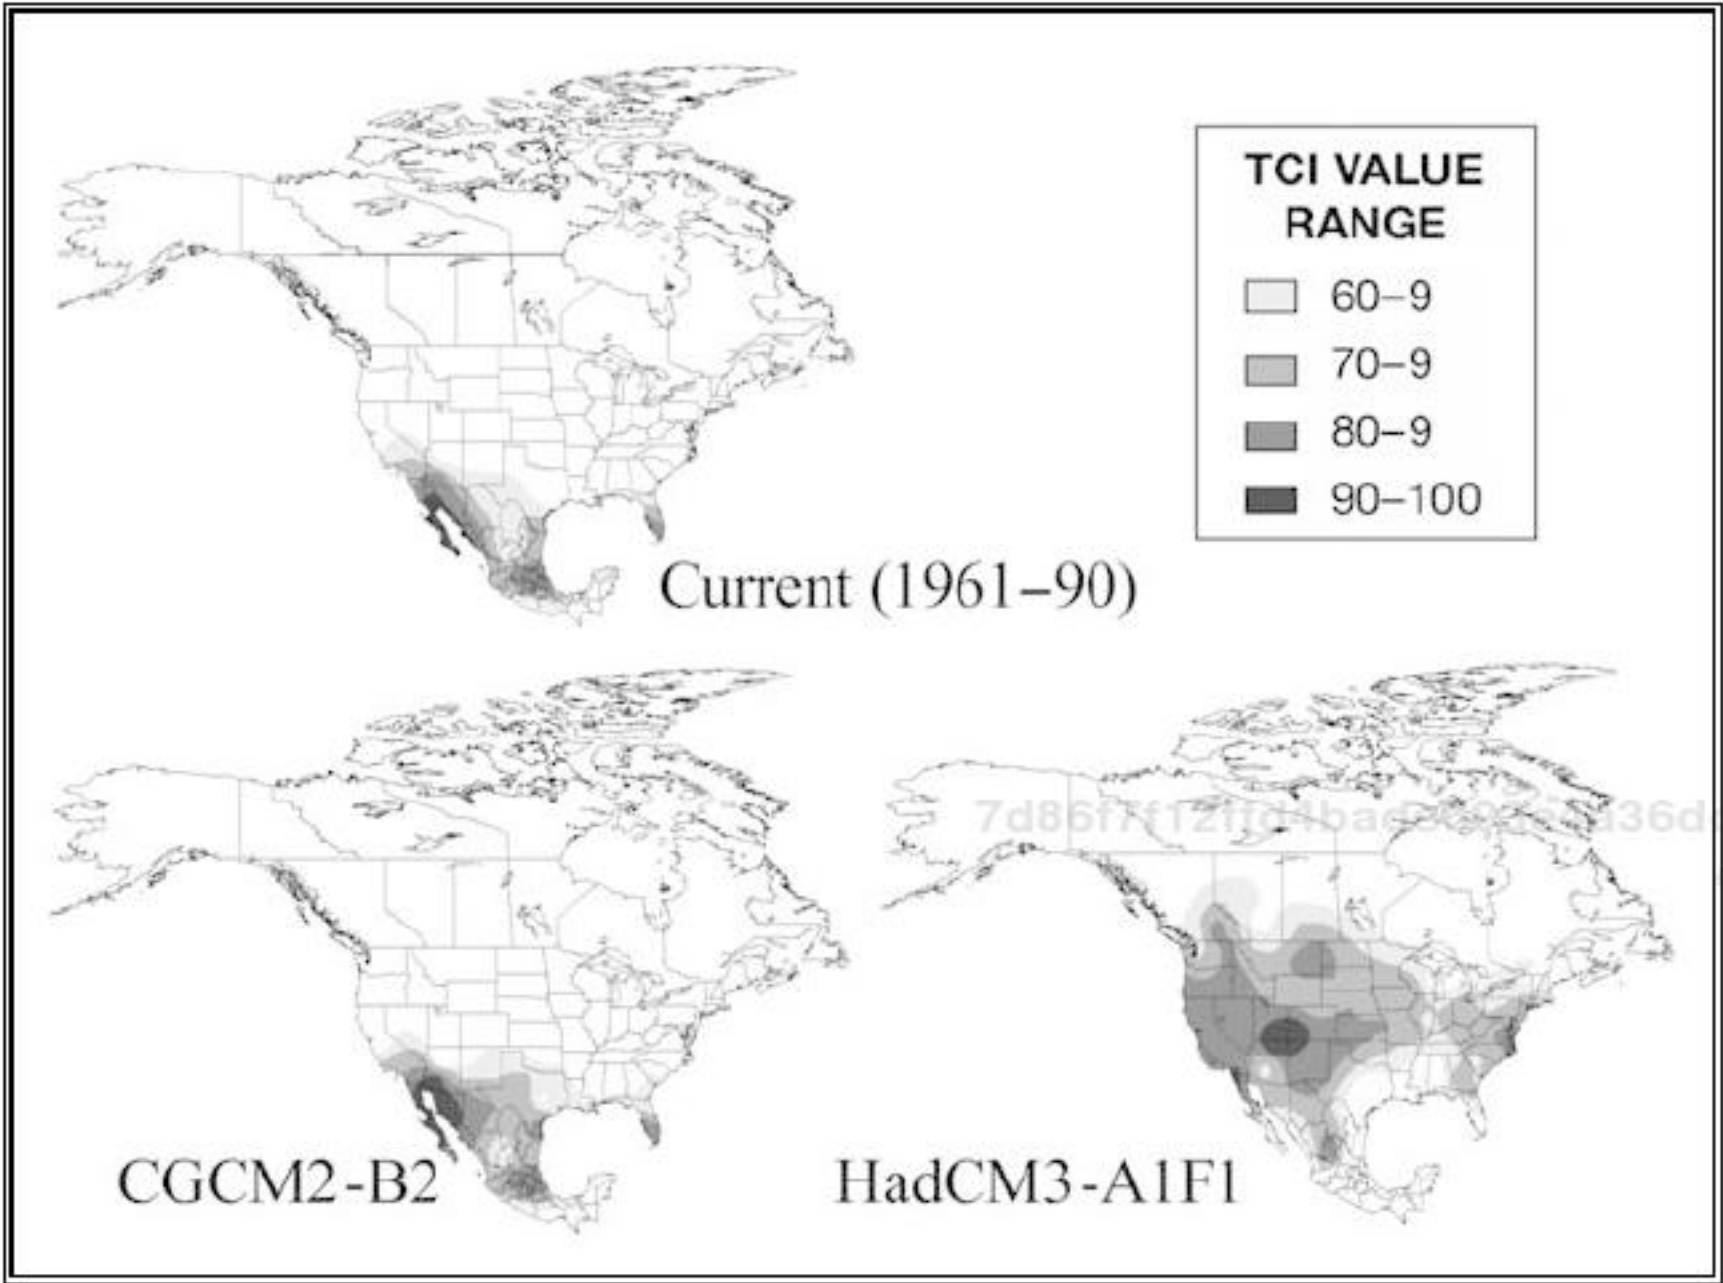 TCI VALUE
RANGE
60–9
70–9
80–9
90–100
Current (1961–90)
CGCM2-B2
HadCM3-A1F1